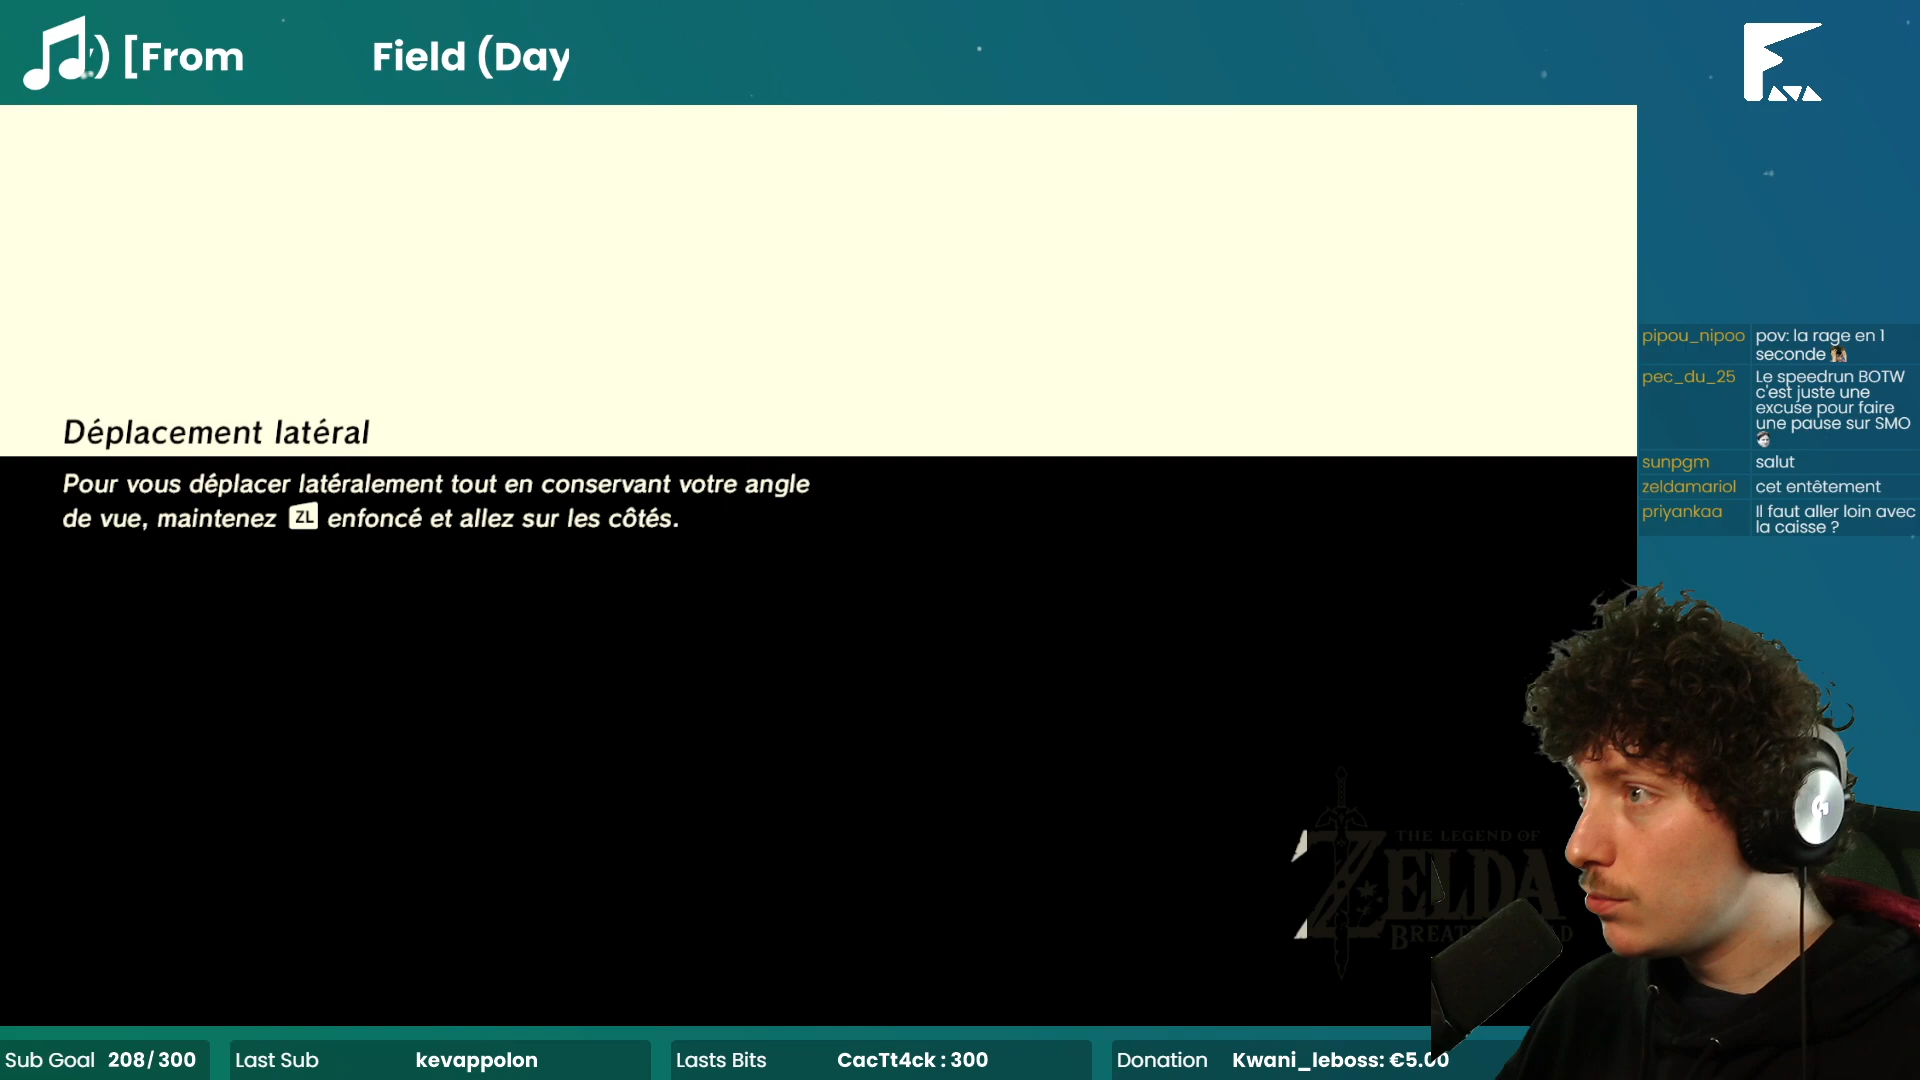 ) [From Field (Day
Déplacement latéral
Pour vous déplacer latéralement tout en conservant votre angle
de vue, maintenez ZL enfoncé et allez sur les côtés.
pipou_nipoo pov: la rage en 1
seconde
pec_du_25 Le speedrun BOTW
c'est juste une
excuse pour faire
une pause sur SMO
sunpgm salut
zeldamariol cet entêtement
priyankaa Il faut aller loin avec
la caisse ?
THE LEGEND OF
ZELDA
Sub Goal 208/300 Last Sub kevappolon Lasts Bits CacTt4ck : 300 Donation Kwani_leboss: €5.00